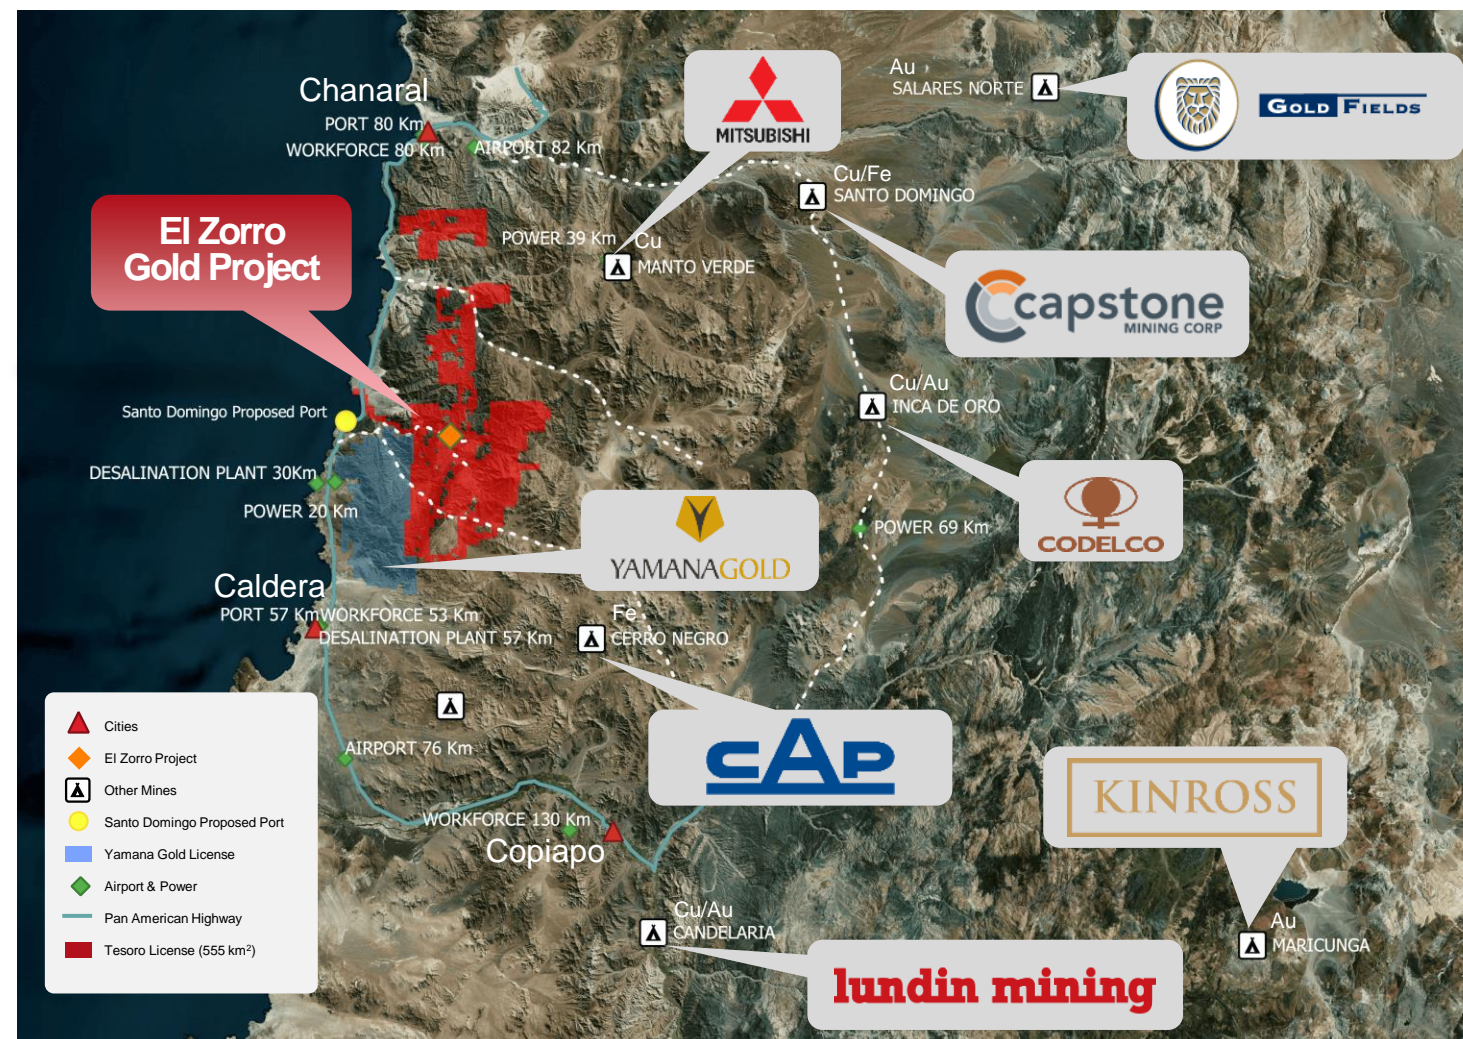 Chanaral
PORT 80 Km
WORKFORCE 80 Km
AIRPORT 82 Km
MITSUBISHI
Au
SALARES NORTE
GOLD FIELDS
Cu/Fe
SANTO DOMINGO
El Zorro
Gold Project
POWER 39 Km
Cu
MANTO VERDE
capstone
MINING CORP
Cu/Au
INCA DE ORO
Santo Domingo Proposed Port
DESALINATION PLANT 30Km
POWER 20 Km
YAMANAGOLD
POWER 69 Km
CODELCO
Caldera
PORT 57 Km
WORKFORCE 53 Km
DESALINATION PLANT 57 Km
Fe
CERRO NEGRO
CAP
AIRPORT 76 Km
WORKFORCE 130 Km
Copiapo
KINROSS
Cu/Au
CANDELARIA
lundin mining
Au
MARICUNGA
Cities
El Zorro Project
Other Mines
Santo Domingo Proposed Port
Yamana Gold License
Airport & Power
Pan American Highway
Tesoro License (555 km²)